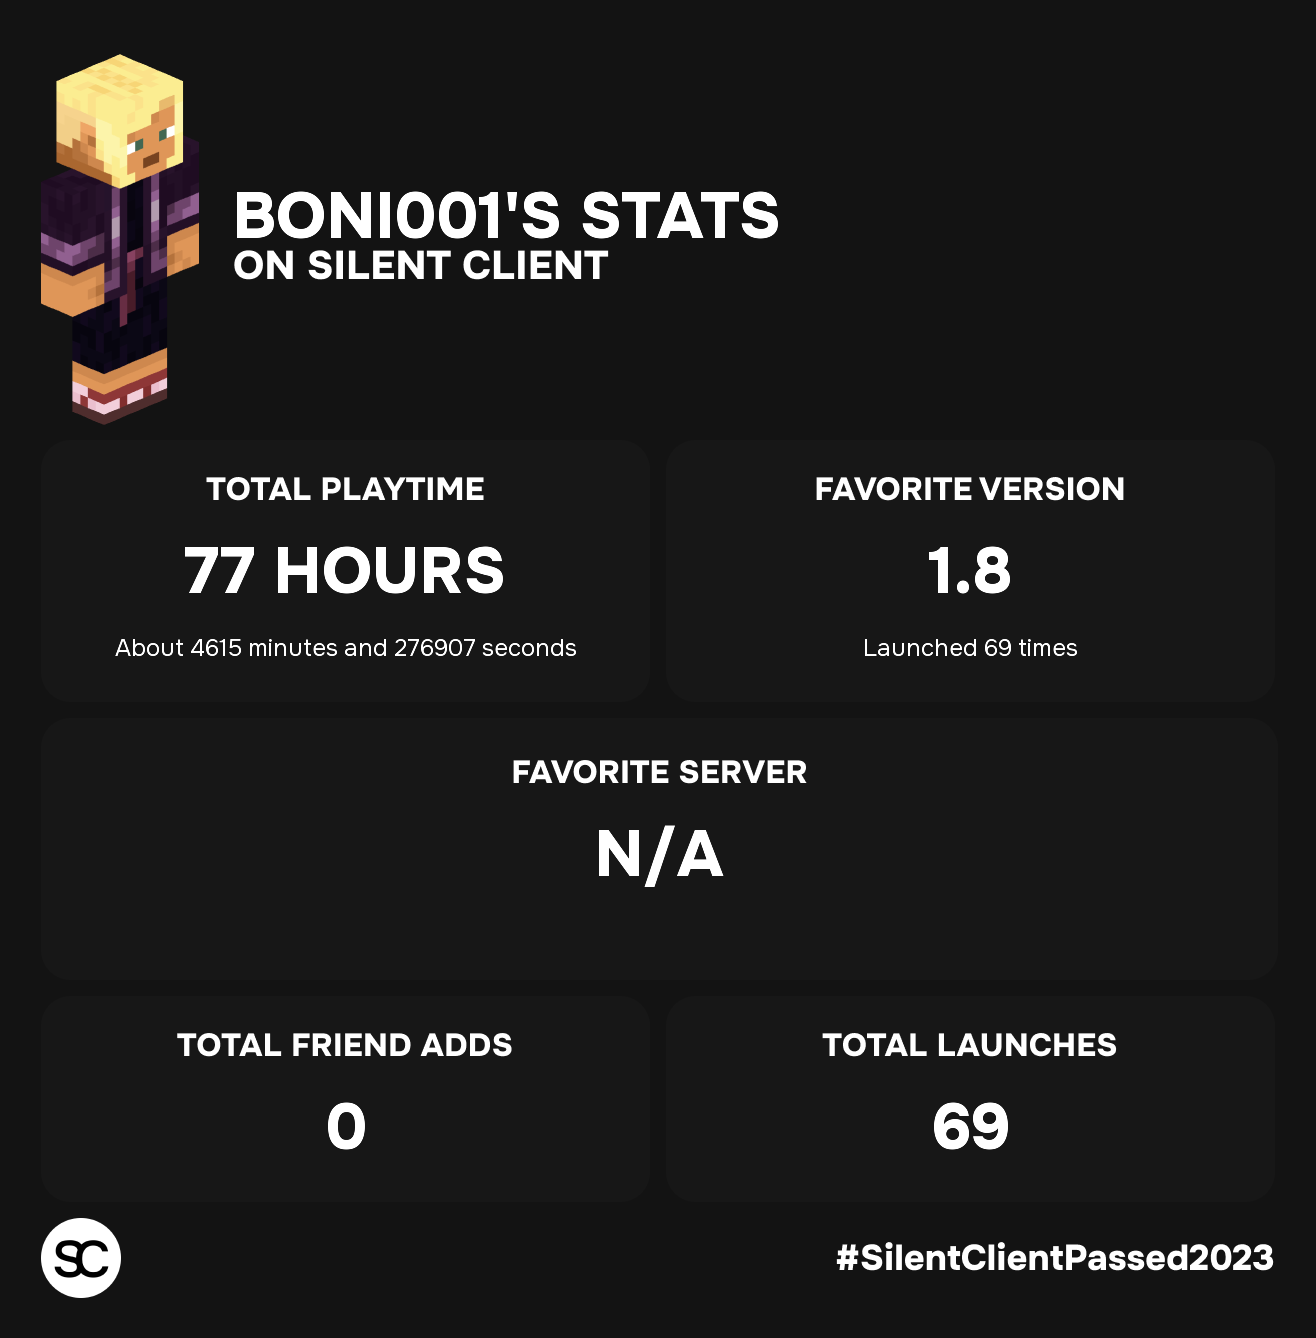 BONI001'S STATS
ON SILENT CLIENT
TOTAL PLAYTIME
77 HOURS
About 4615 minutes and 276907 seconds
FAVORITE VERSION
1.8
Launched 69 times
FAVORITE SERVER
N/A
TOTAL FRIEND ADDS
0
TOTAL LAUNCHES
69
SC
#SilentClientPassed2023